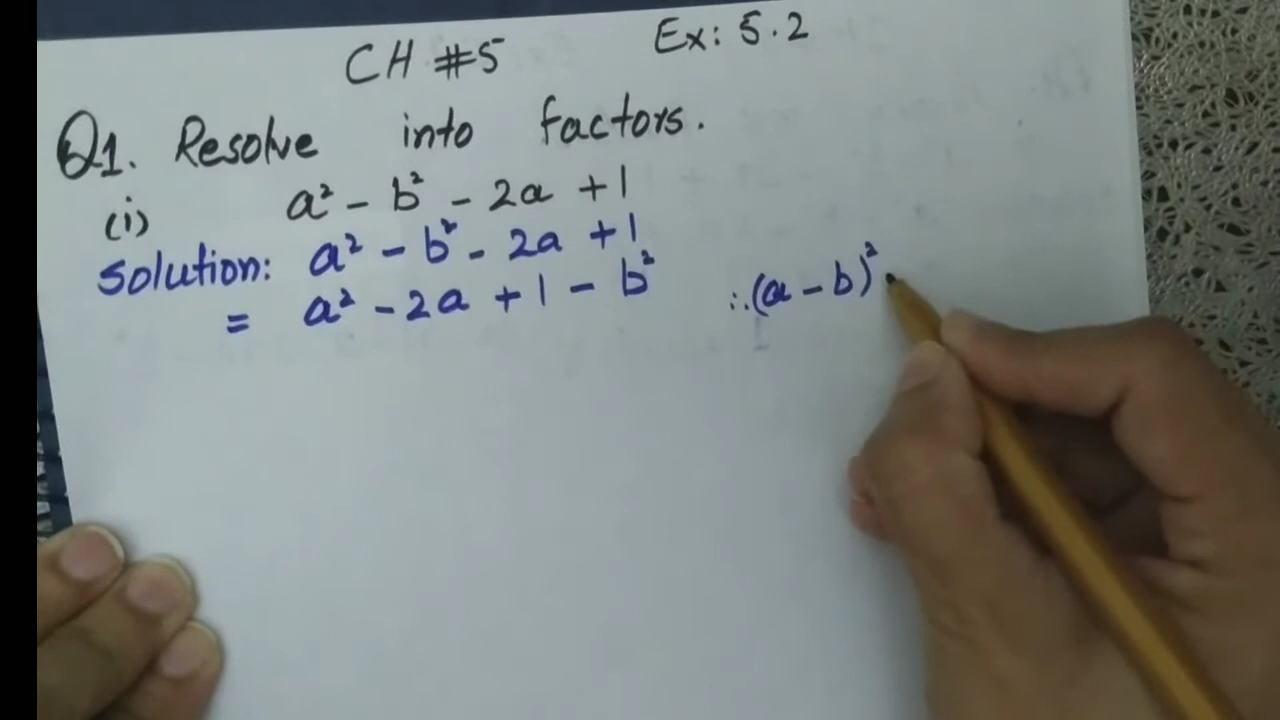 CH #5 Ex: 5.2
Q1. Resolve into factors.
(i) a² - b² - 2a + 1
Solution: a² - b² - 2a + 1
= a² - 2a + 1 - b² ∴(a - b)²